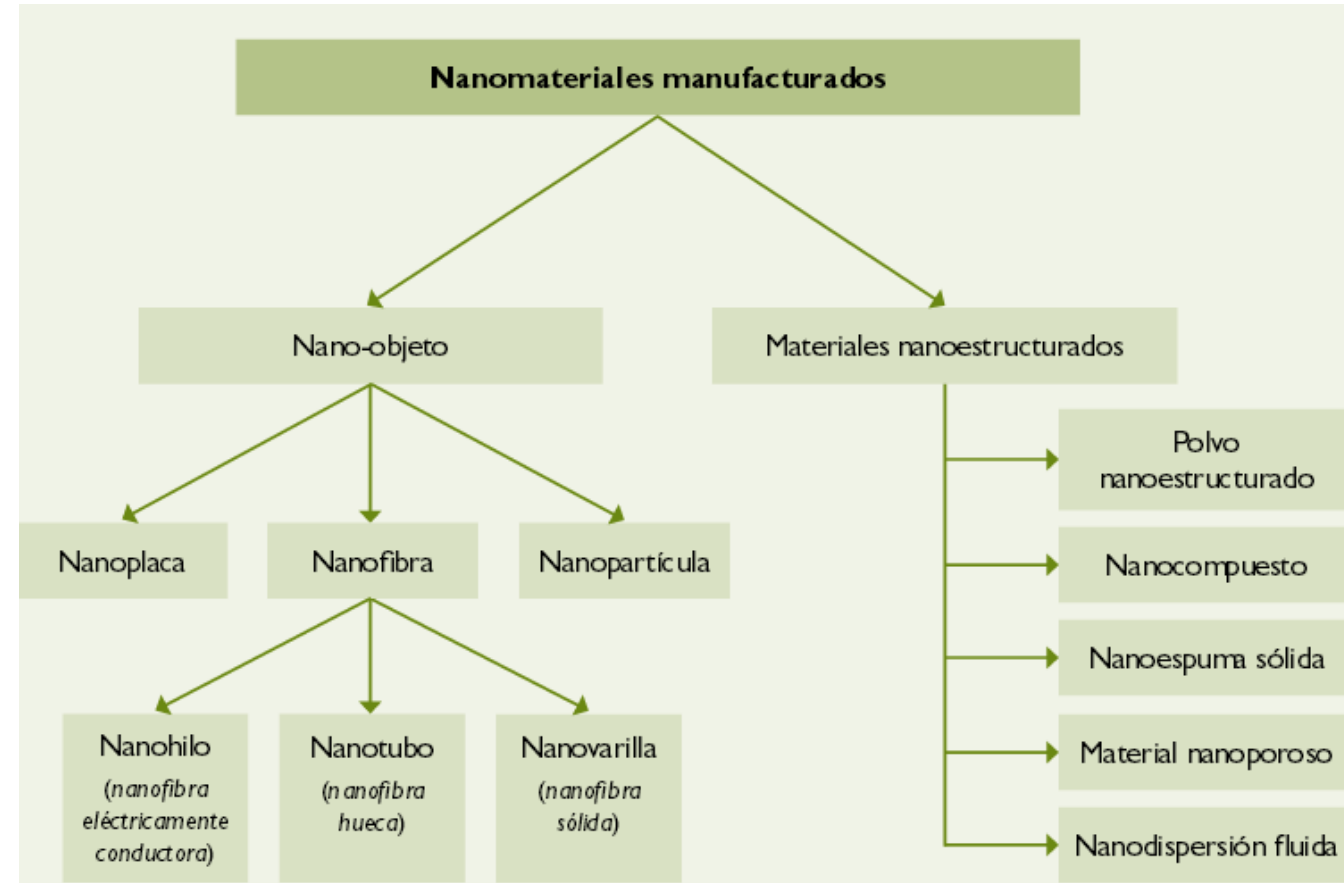 Nanomateriales manufacturados
Nano-objeto
Materiales nanoestructurados
Polvo
nanoestructurado
Nanoplaca
Nanofibra
Nanopartícula
Nanocompuesto
Nanoespuma sólida
Nanohilo
(nanofibra
eléctricamente
conductora)
Nanotubo
(nanofibra
hueca)
Nanovarilla
(nanofibra
sólida)
Material nanoporoso
Nanodispersión fluida